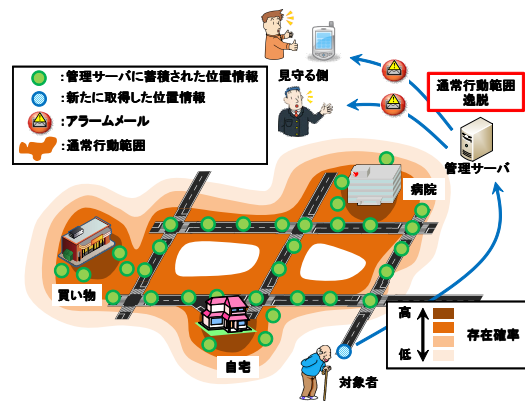 見守る側
:管理サーバに蓄積された位置情報
:新たに取得した位置情報
:アラームメール
:通常行動範囲
通常行動範囲
逸脱
管理サーバ
病院
買い物
自宅
対象者
高
低
存在確率